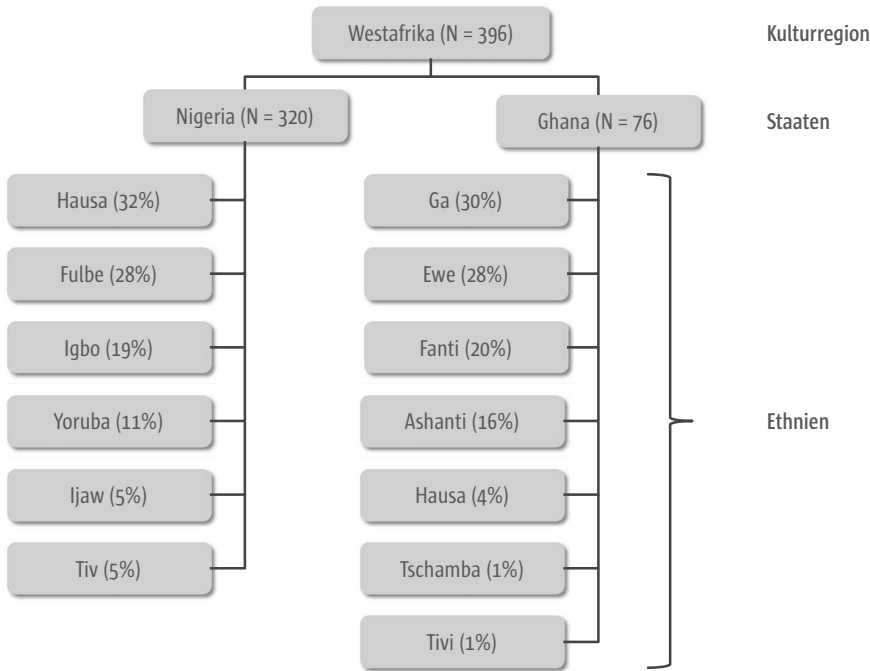 Westafrika (N = 396)
Kulturregion
Nigeria (N = 320)
Ghana (N = 76)
Staaten
Hausa (32%)
Ga (30%)
Fulbe (28%)
Ewe (28%)
Igbo (19%)
Fanti (20%)
Yoruba (11%)
Ashanti (16%)
Ethnien
Ijaw (5%)
Hausa (4%)
Tiv (5%)
Tschamba (1%)
Tivi (1%)